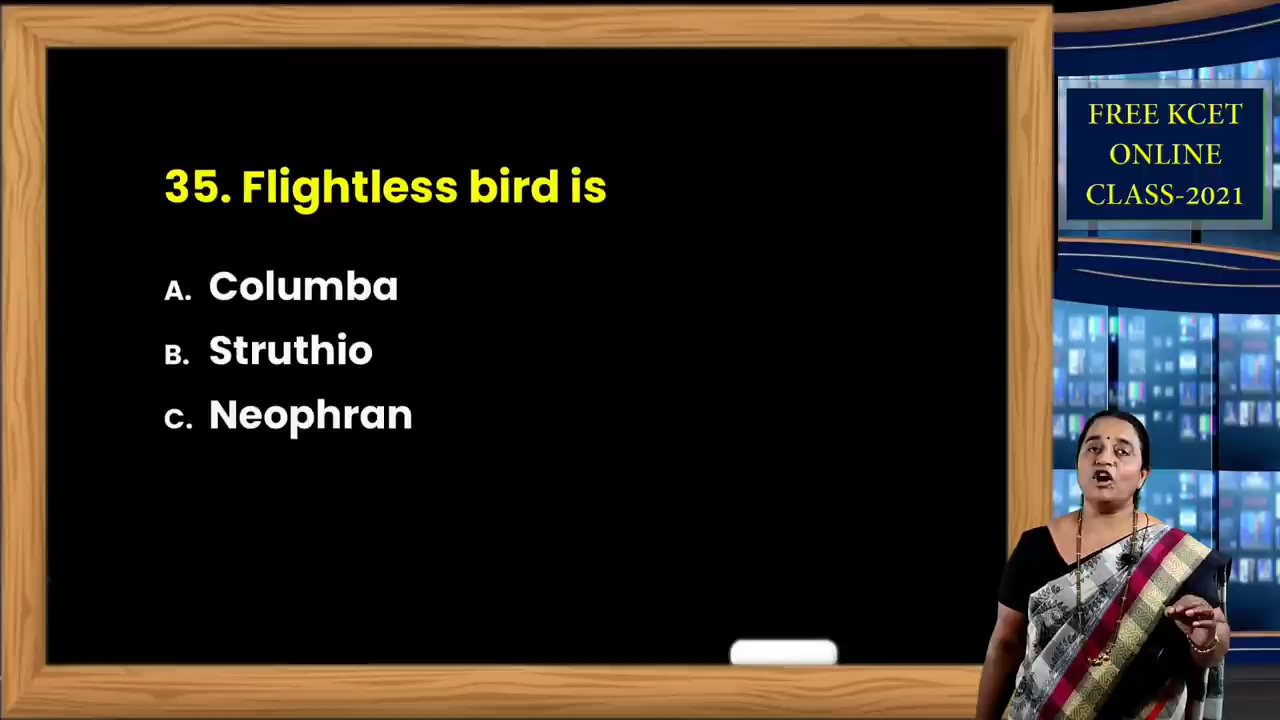 35. Flightless bird is
A. Columba
B. Struthio
C. Neophran
FREE KCET
ONLINE
CLASS-2021